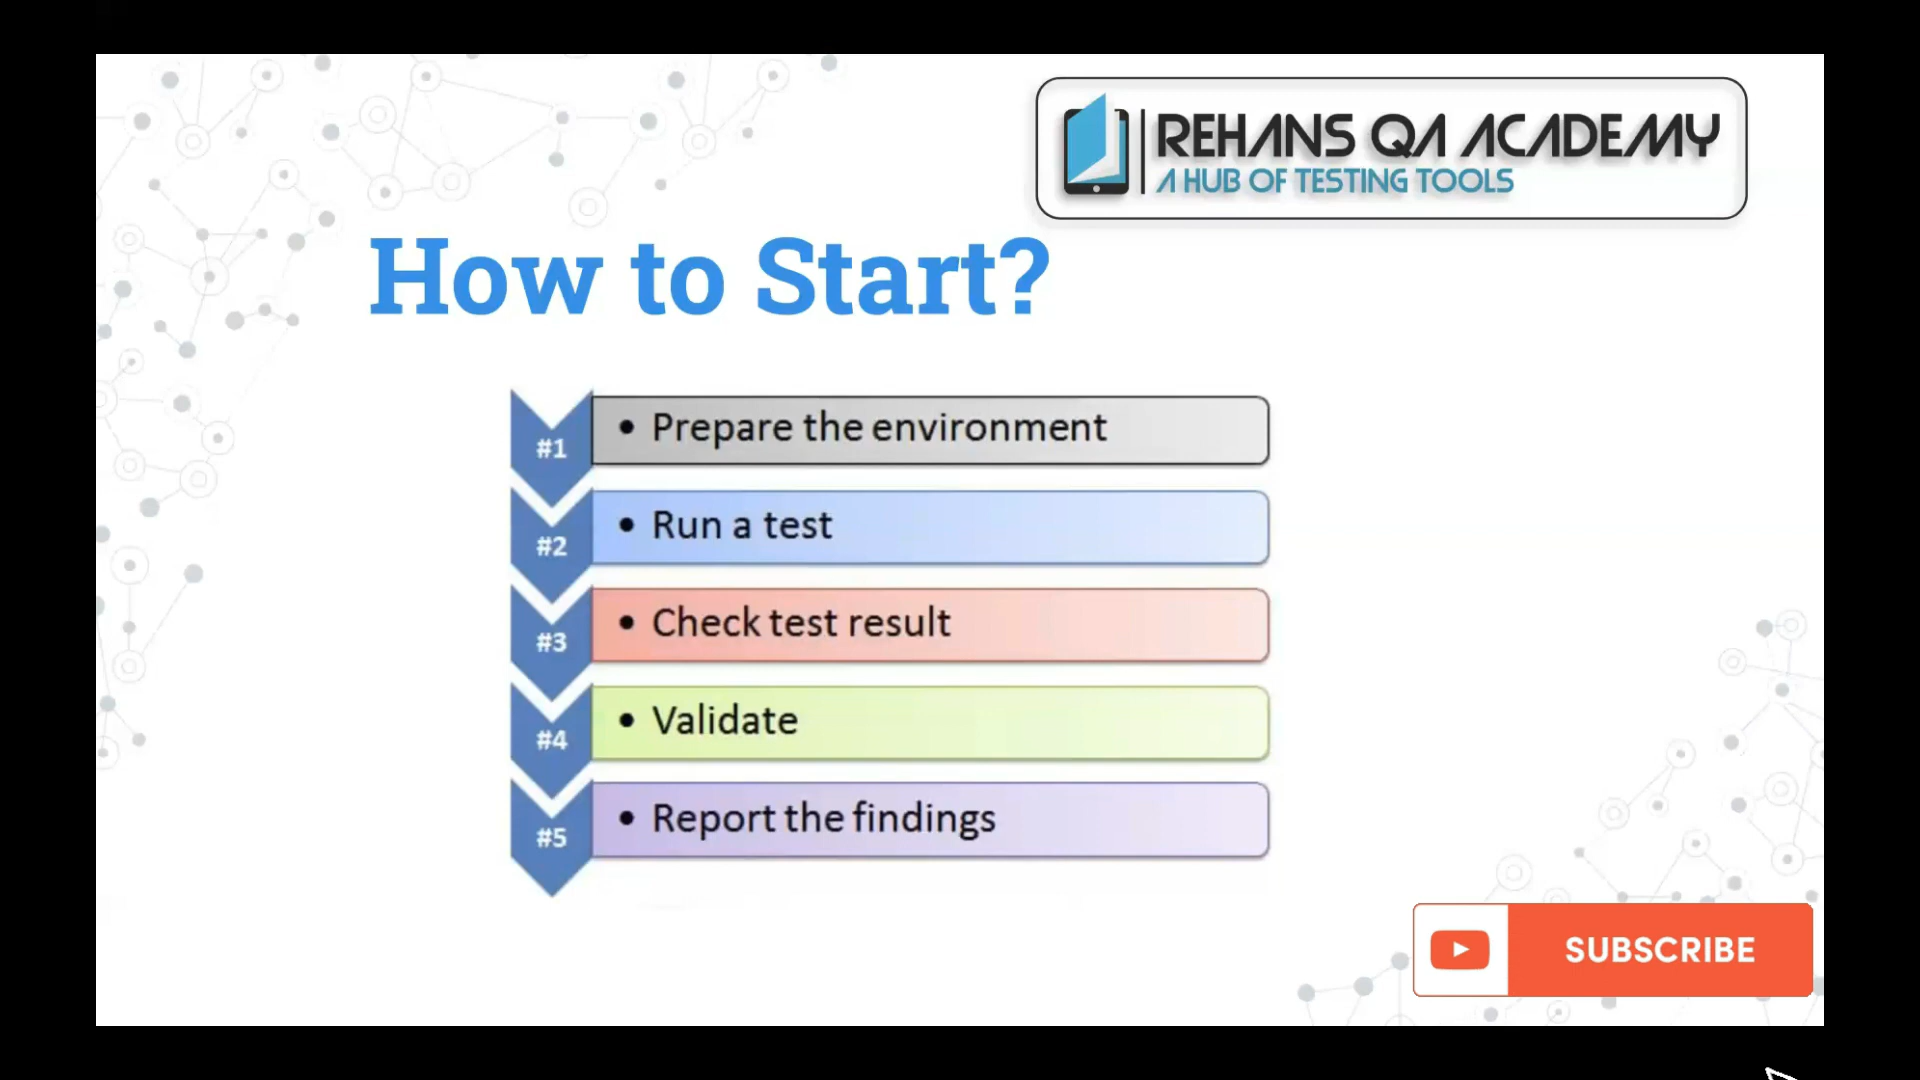 REHANS QA ACADEMY
A HUB OF TESTING TOOLS
How to Start?
#1 • Prepare the environment
#2 • Run a test
#3 • Check test result
#4 • Validate
#5 • Report the findings
SUBSCRIBE